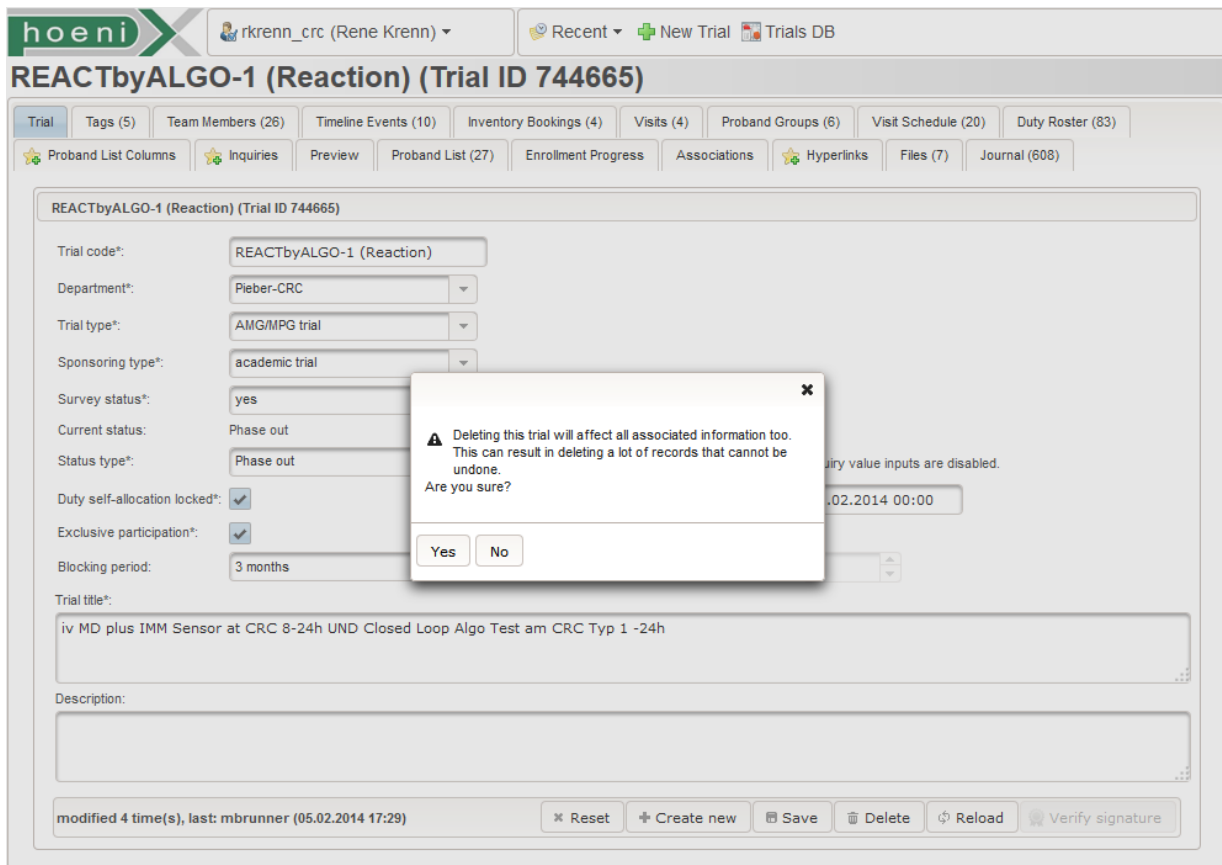 hoeni
rkrenn_crc (Rene Krenn)
Recent
New Trial
Trials DB
REACTbyALGO-1 (Reaction) (Trial ID 744665)
Trial
Tags (5)
Team Members (26)
Timeline Events (10)
Inventory Bookings (4)
Visits (4)
Proband Groups (6)
Visit Schedule (20)
Duty Roster (83)
Proband List Columns
Inquiries
Preview
Proband List (27)
Enrollment Progress
Associations
Hyperlinks
Files (7)
Journal (608)
REACTbyALGO-1 (Reaction) (Trial ID 744665)
Trial code*: REACTbyALGO-1 (Reaction)
Department*: Pieber-CRC
Trial type*: AMG/MPG trial
Sponsoring type*: academic trial
Survey status*: yes
Current status: Phase out
Status type*: Phase out
value inputs are disabled.
Duty self-allocation locked*:
.02.2014 00:00
Exclusive participation*:
Blocking period: 3 months
Deleting this trial will affect all associated information too.
This can result in deleting a lot of records that cannot be
undone.
Are you sure?
Yes
No
Trial title*:
iv MD plus IMM Sensor at CRC 8-24h UND Closed Loop Algo Test am CRC Typ 1 -24h
Description:
modified 4 time(s), last: mbrunner (05.02.2014 17:29)
Reset
Create new
Save
Delete
Reload
Verify signature